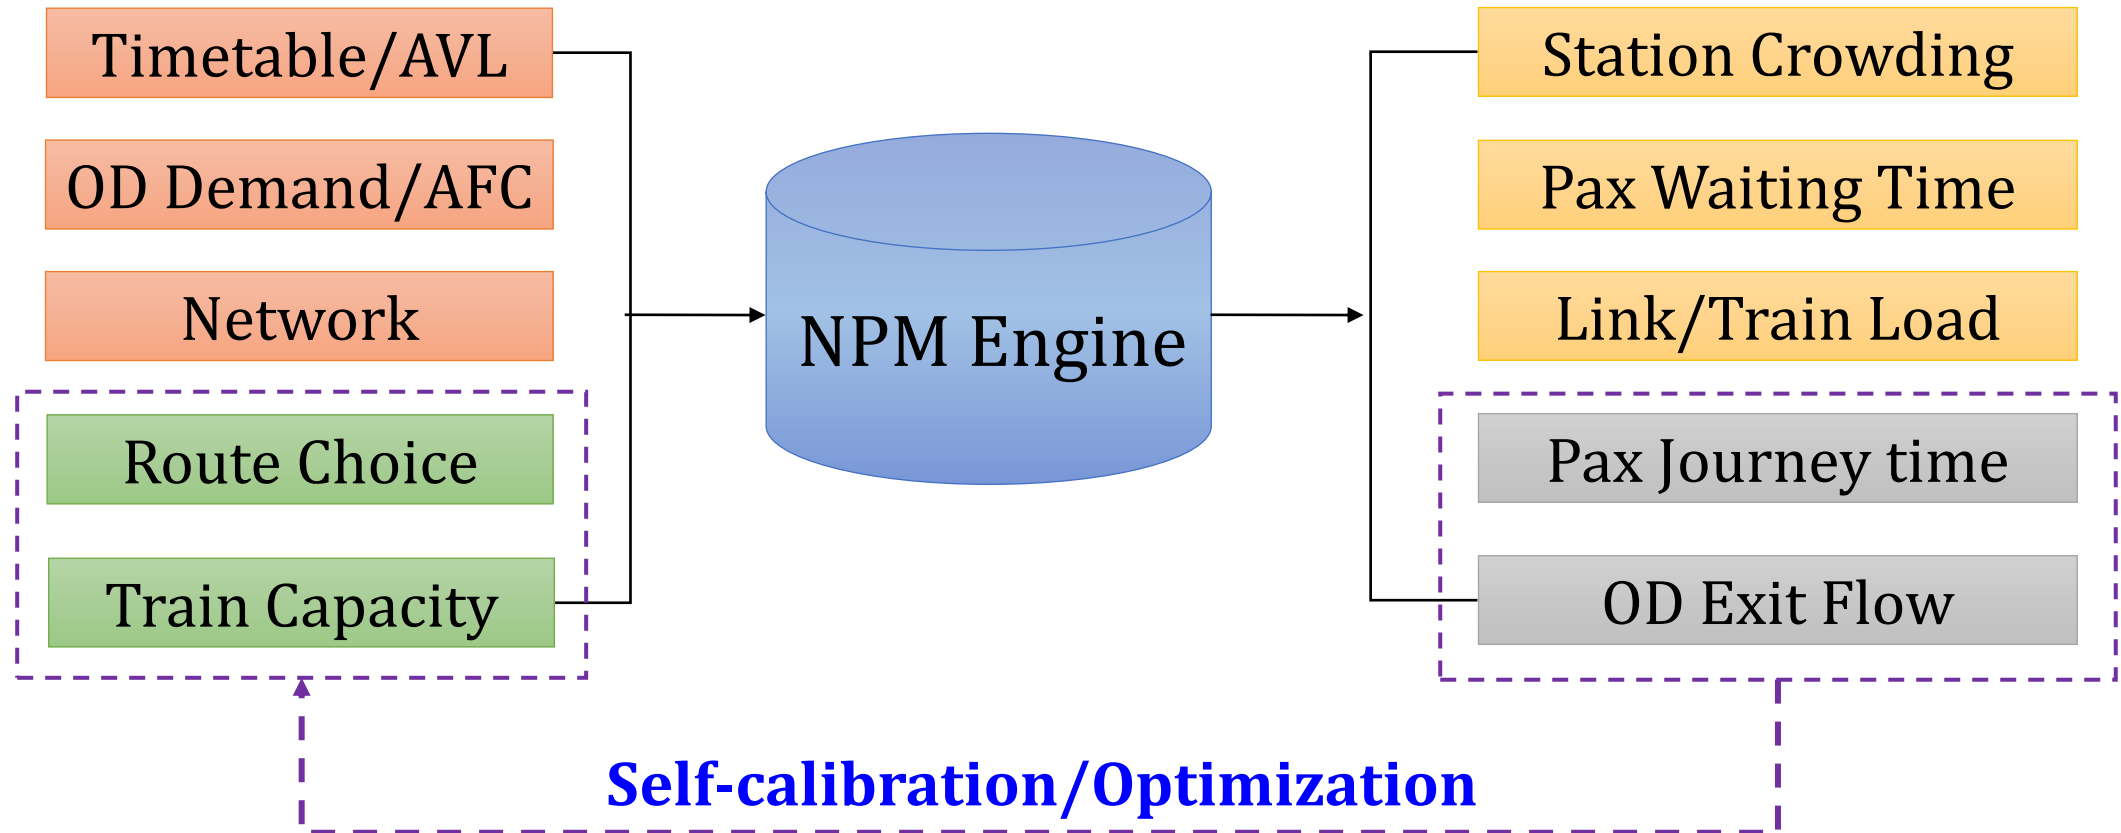 Timetable/AVL
OD Demand/AFC
Network
Route Choice
Train Capacity
NPM Engine
Station Crowding
Pax Waiting Time
Link/Train Load
Pax Journey time
OD Exit Flow
Self-calibration/Optimization